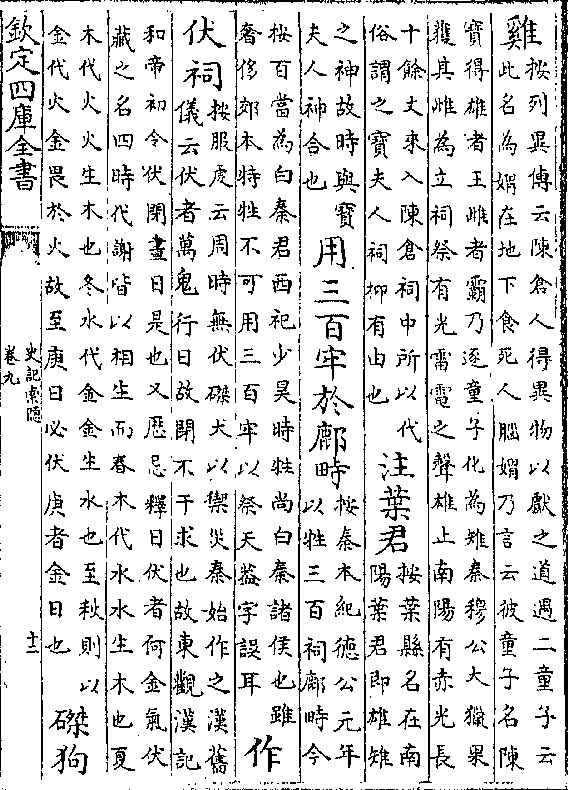 雞
按列異傳云陳倉人得異物以獻之道遇二童子云
此名為媦在地下食死人腦媦乃言云彼童子名陳
寶得雄者王雌者霸乃逐童子化為雉秦穆公大獵果
獲其雌為立祠祭有光雷電之聲雄止南陽有赤光長
十餘丈來入陳倉祠中所以代
俗謂之寶夫人祠抑有由也
注葉君
按葉縣名在南
陽葉君即雄雉
之神故時與寶
夫人神合也
用三百牢於鄜畤
按秦本紀德公元年
以牲三百祠鄜畤今
按百當為白秦君西祀少昊時牲尚白秦諸侯也雖
奢侈郊本特牲不可用三百牢以祭天蓋字誤耳
作
伏祠
按服虔云周時無伏磔犬以禦災秦始作之漢舊
儀云伏者萬鬼行日故閉不干求也故東觀漢記
和帝初令伏閉晝日是也又歷忌釋曰伏者何金氣伏
藏之名四時代謝皆以相生而春木代水水生木也夏
木代火火生木也冬水代金金生水也至秋則以
金代火金畏於火故至庚日必伏庚者金日也
磔狗
欽定四庫全書
史記索隱
卷九
十二